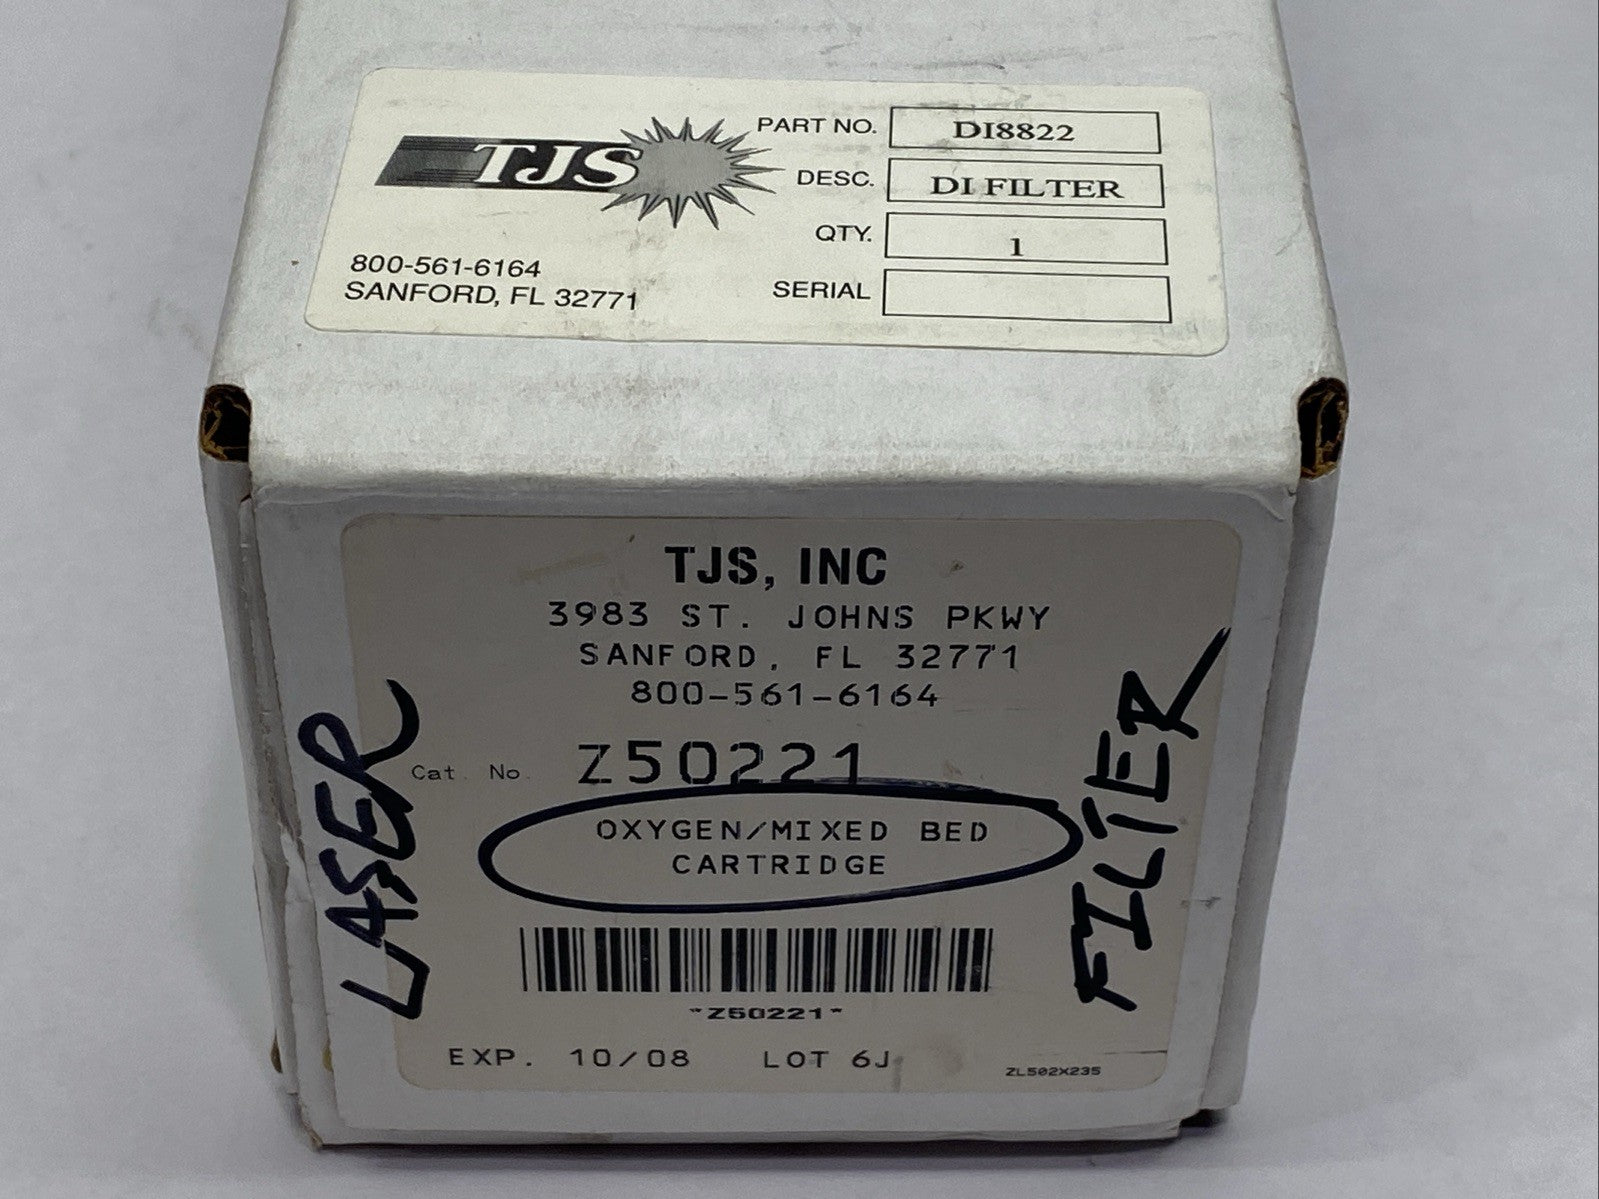 TJS
PART NO. DI8822
DESC. DI FILTER
QTY. 1
SERIAL
800-561-6164
SANFORD, FL 32771
TJS, INC
3983 ST. JOHNS PKWY
SANFORD, FL 32771
800-561-6164
Cat. No. Z50221
OXYGEN/MIXED BED
CARTRIDGE
*Z50221*
EXP. 10/08 LOT 6J
ZL502X235
LASER
FILTER